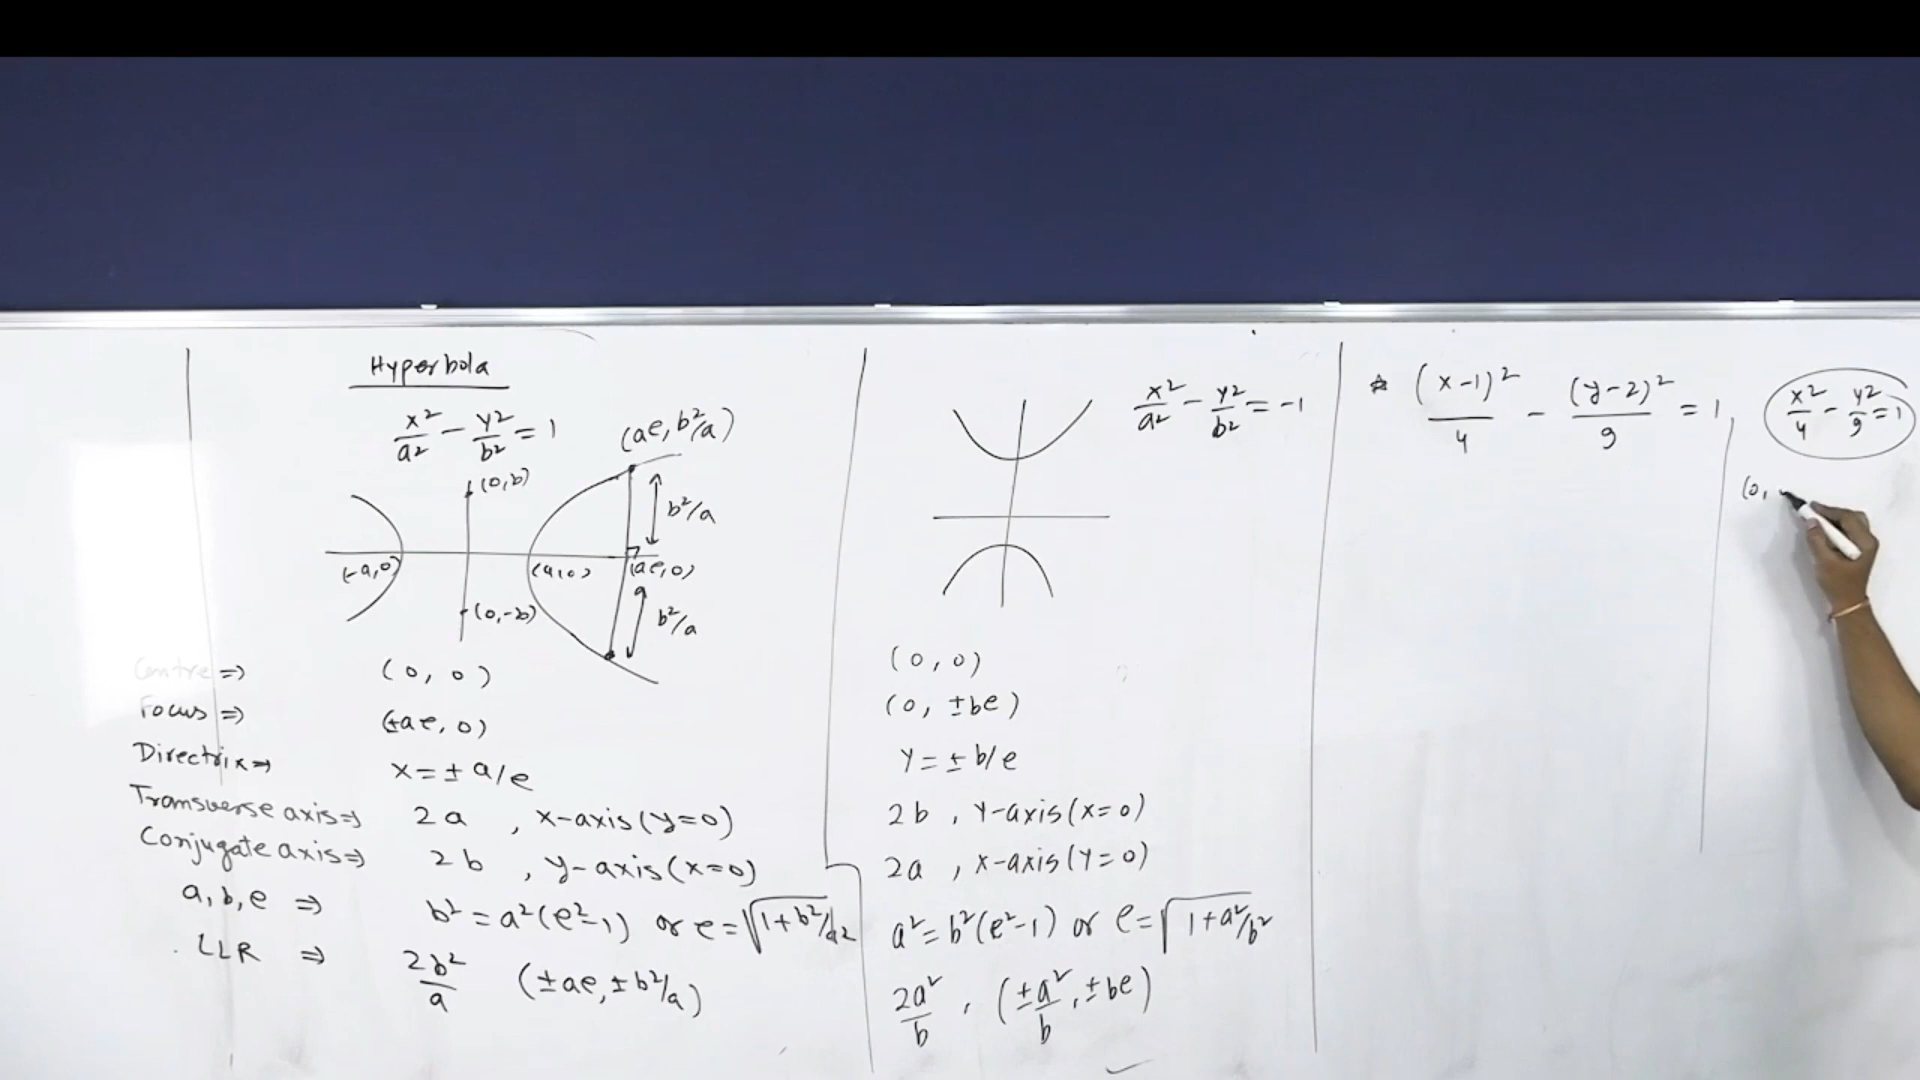 Hyperbola
x²/a² - y²/b² = 1
(ae, b²/a)
(0,b)
b²/a
(-a,0)
(a,0)
(ae,0)
(0,-b)
b²/a
Centre ⇒ (0, 0)
Focus ⇒ (±ae, 0)
Directrix ⇒ x = ± a/e
Transverse axis ⇒ 2a , x-axis (y=0)
Conjugate axis ⇒ 2b , y-axis (x=0)
a, b, e ⇒ b² = a²(e²-1) or e = √(1+b²/a²)
LLR ⇒ 2b²/a (±ae, ±b²/a)
x²/a² - y²/b² = -1
(0, 0)
(0, ±be)
y = ± b/e
2b , y-axis (x=0)
2a , x-axis (y=0)
a² = b²(e²-1) or e = √(1+a²/b²)
2a²/b , (±a²/b, ±be)
☆ (x-1)²/4 - (y-2)²/9 = 1,
x²/4 - y²/9 = 1
(0,